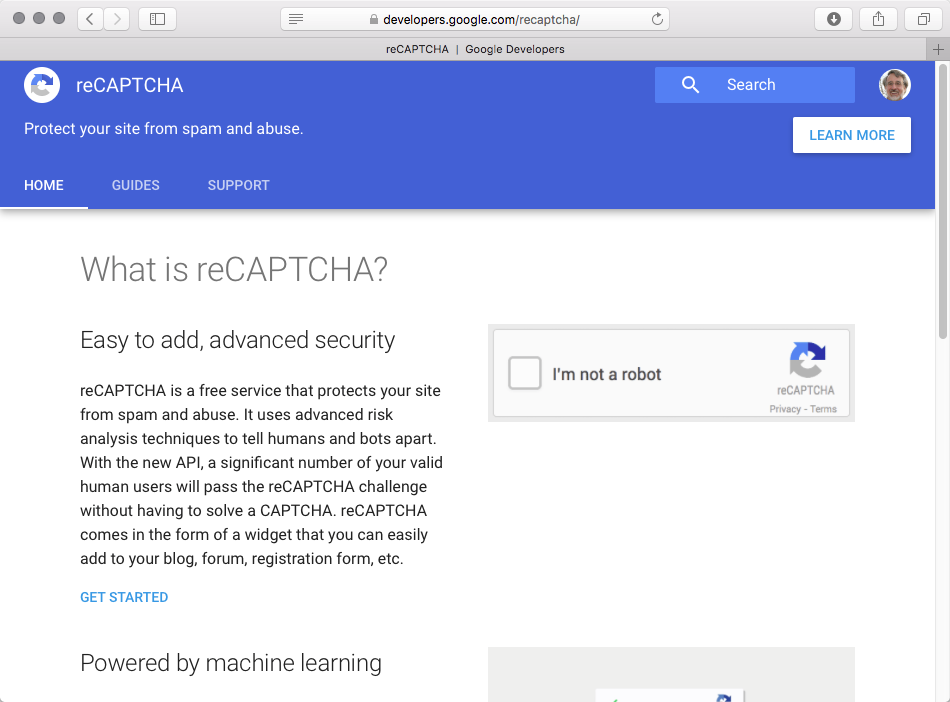 developers.google.com/recaptcha/
reCAPTCHA | Google Developers
reCAPTCHA
Search
Protect your site from spam and abuse.
LEARN MORE
HOME GUIDES SUPPORT
What is reCAPTCHA?
Easy to add, advanced security
reCAPTCHA is a free service that protects your site
from spam and abuse. It uses advanced risk
analysis techniques to tell humans and bots apart.
With the new API, a significant number of your valid
human users will pass the reCAPTCHA challenge
without having to solve a CAPTCHA. reCAPTCHA
comes in the form of a widget that you can easily
add to your blog, forum, registration form, etc.
GET STARTED
I'm not a robot
reCAPTCHA
Privacy - Terms
Powered by machine learning